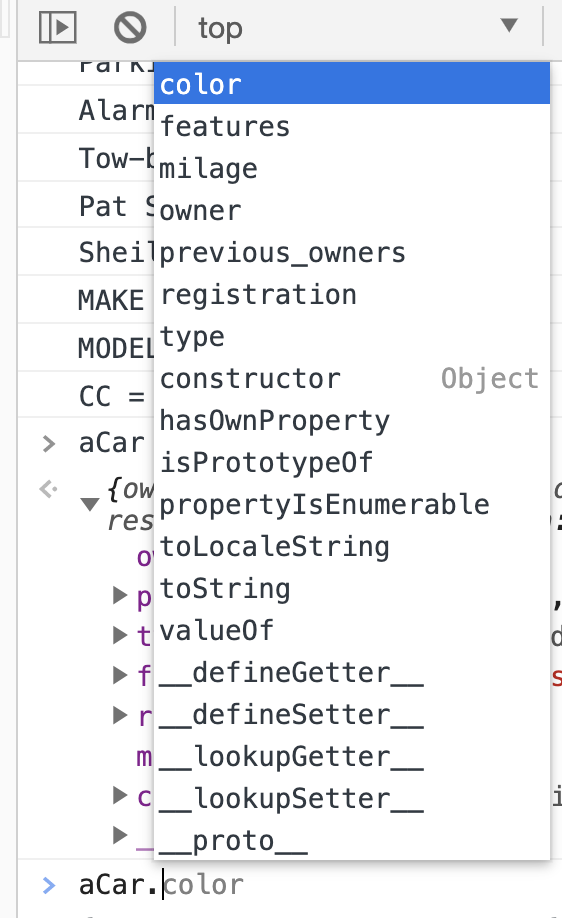 top
color
Alarm
features
Tow-b
milage
Pat S
owner
Sheil
previous_owners
MAKE
registration
MODEL
type
CC =
constructor Object
hasOwnProperty
> aCar
isPrototypeOf
{ow
propertyIsEnumerable
res
toLocaleString
toString
p
t
valueOf
f
__defineGetter__
r
__defineSetter__
m
__lookupGetter__
c
__lookupSetter__
__proto__
> aCar.color